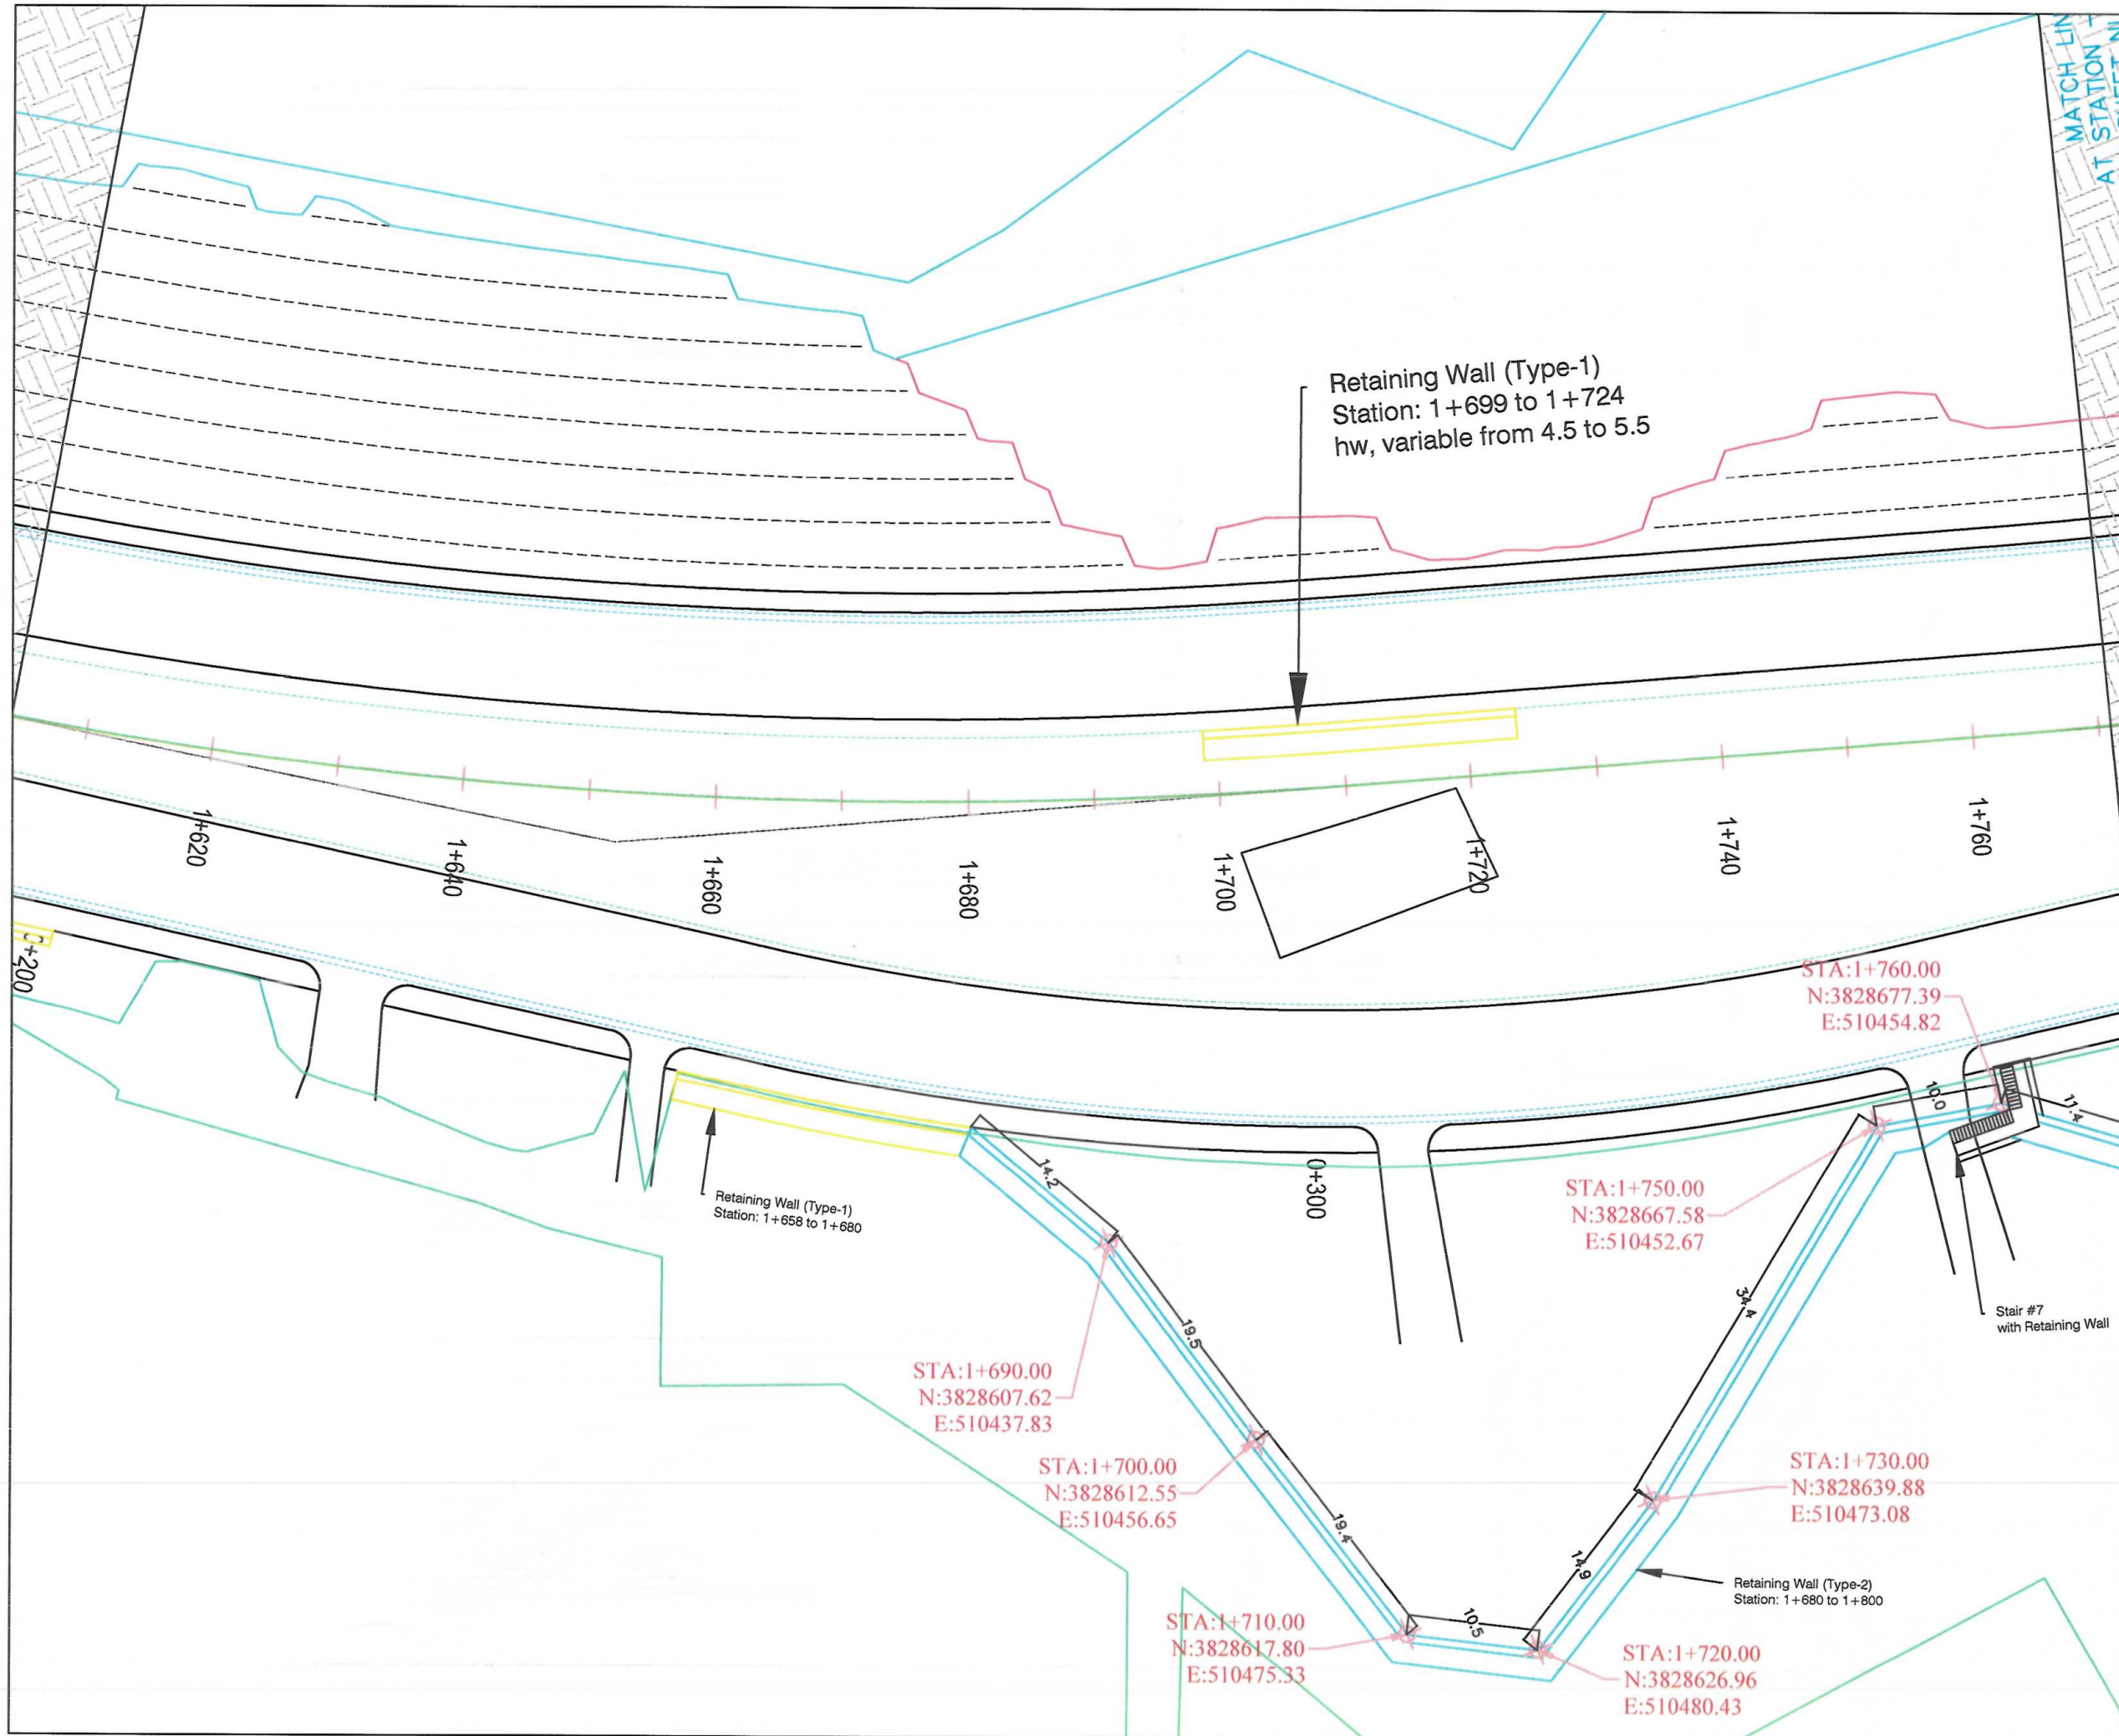 MATCH LIN
AT STATION
Retaining Wall (Type-1)
Station: 1+699 to 1+724
hw, variable from 4.5 to 5.5
1+620
1+640
1+660
1+680
1+700
1+720
1+740
1+760
0+200
0+300
STA:1+760.00
N:3828677.39
E:510454.82
10.0
11.4
14.2
Retaining Wall (Type-1)
Station: 1+658 to 1+680
STA:1+750.00
N:3828667.58
E:510452.67
34.4
Stair #7
with Retaining Wall
19.5
STA:1+690.00
N:3828607.62
E:510437.83
STA:1+700.00
N:3828612.55
E:510456.65
19.4
STA:1+730.00
N:3828639.88
E:510473.08
14.9
Retaining Wall (Type-2)
Station: 1+680 to 1+800
10.5
STA:1+710.00
N:3828617.80
E:510475.33
STA:1+720.00
N:3828626.96
E:510480.43